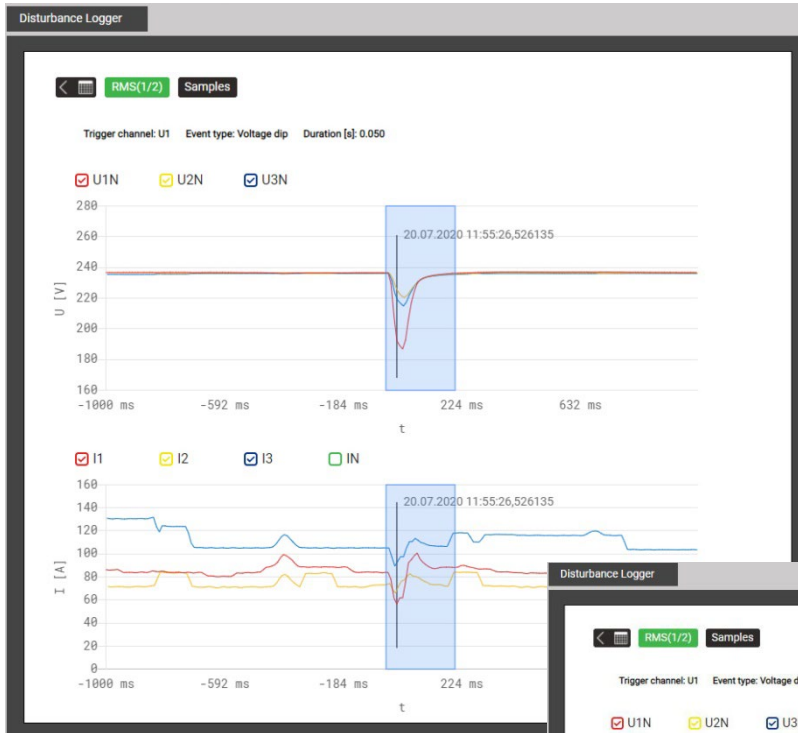 Disturbance Logger
RMS(1/2) Samples
Trigger channel: U1 Event type: Voltage dip Duration [s]: 0.050
U1N U2N U3N
280
260
240
220
200
180
160
U [V]
20.07.2020 11:55:26,526135
-1000 ms -592 ms -184 ms 224 ms 632 ms
t
I1 I2 I3 IN
160
140
120
100
80
60
40
20
0
I [A]
20.07.2020 11:55:26,526135
-1000 ms -592 ms -184 ms 224 ms
t
Disturbance Logger
RMS(1/2) Samples
Trigger channel: U1 Event type: Voltage d
U1N U2N U3